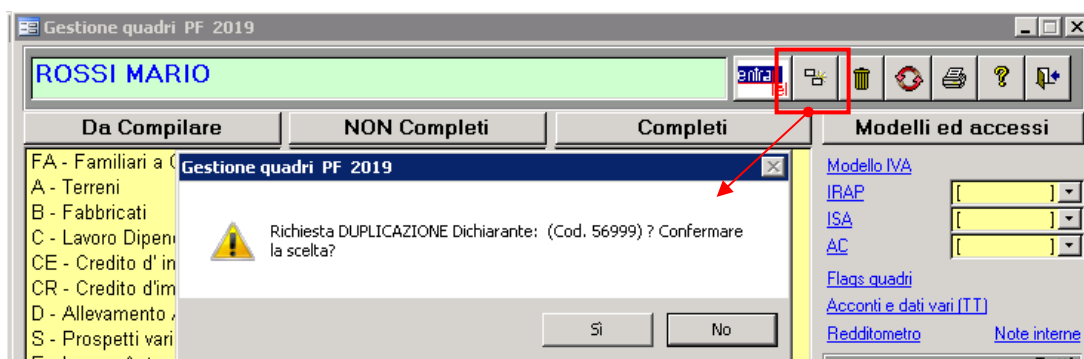 Gestione quadri PF 2019
ROSSI MARIO
entra
tel
?
Da Compilare NON Completi Completi Modelli ed accessi
FA - Familiari a
A - Terreni
B - Fabbricati
C - Lavoro Dipen
CE - Credito d' in
CR - Credito d'im
D - Allevamento
S - Prospetti vari
Gestione quadri PF 2019
Richiesta DUPLICAZIONE Dichiarante: (Cod. 56999) ? Confermare
la scelta?
Sì No
Modello IVA
IRAP [ ]
ISA [ ]
AC [ ]
Flags quadri
Acconti e dati vari (TT)
Redditometro Note interne